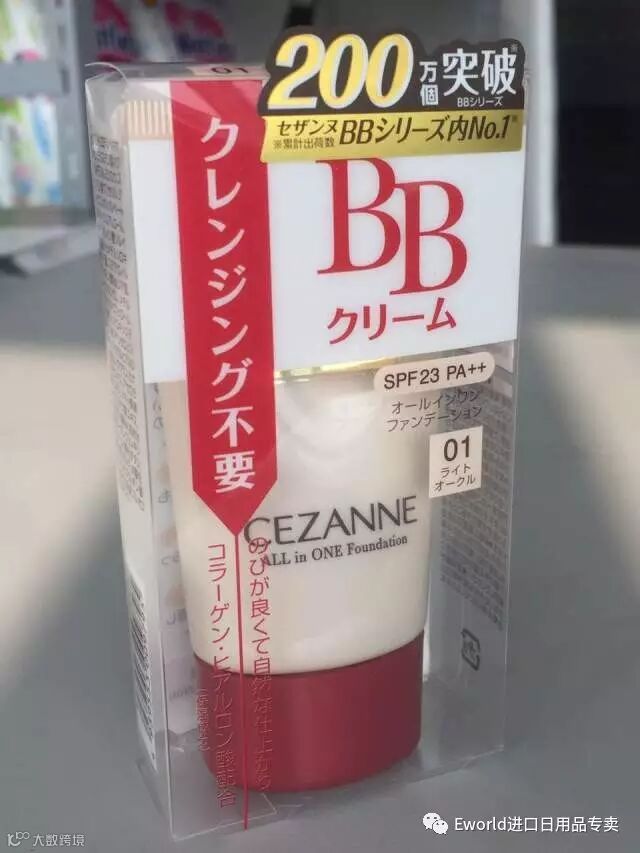 01
200万個突破※
BBシリーズ
セザンヌ BBシリーズ内No.1※
※累計出荷数
クレンジング不要
BB
クリーム
SPF23 PA++
オールインワン
ファンデーション
01
ライト
オークル
CEZANNE
ALL in ONE Foundation
のびが良くて自然な仕上がり
コラーゲン・ヒアルロン酸配合
Eworld进口日用品专卖
大数跨境